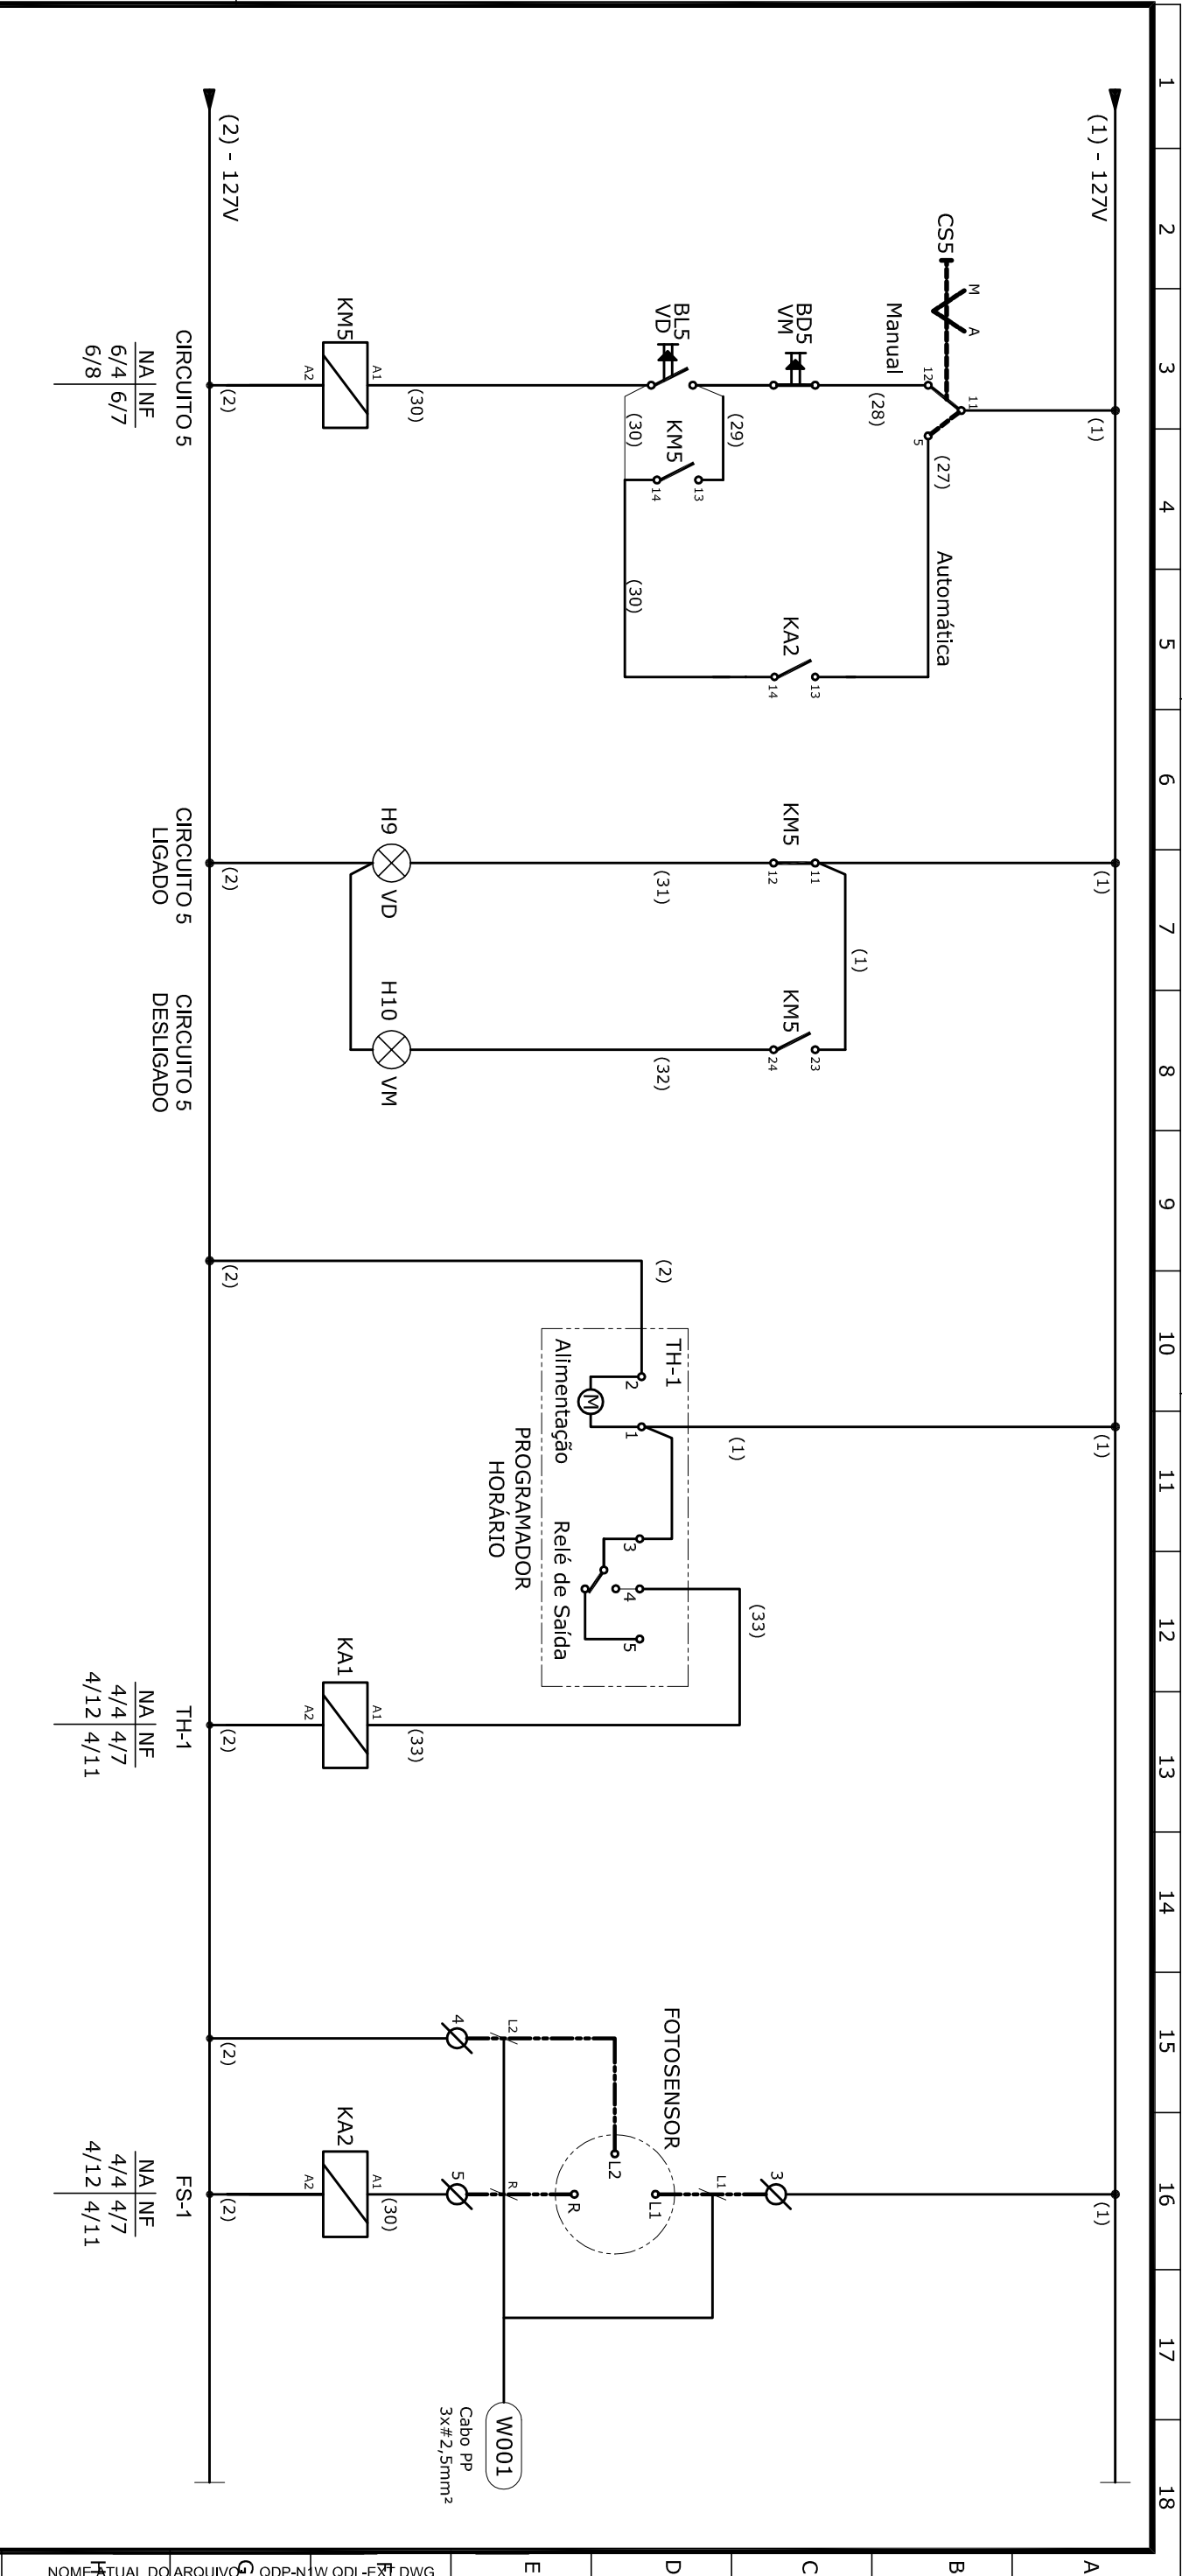 1 2 3 4 5 6 7 8 9 10 11 12 13 14 15 16 17 18
A
B
C
D
E
F
G
H
(1) - 127V
(1)
(1)
(1)
(1)
CS5
M
A
Manual
12
11
5
(27)
(28)
Automática
BD5
VM
BL5
VD
(29)
(30)
KM5
13
14
(30)
KA2
13
14
KM5
A1
A2
(30)
(2)
KM5
11
12
(1)
KM5
23
24
(31)
(32)
H9
VD
H10
VM
(2)
(2)
(2)
TH-1
2
1
M
(1)
3
4
5
Alimentação
Relé de Saída
PROGRAMADOR
HORÁRIO
(33)
KA1
A1
A2
(33)
(2)
FOTOSENSOR
3
L1
L1
L2
R
L2
R
4
5
KA2
A1
A2
(30)
(2)
(2)
W001
Cabo PP
3x#2,5mm²
(2) - 127V
CIRCUITO 5
NA NF
6/4 6/7
6/8
CIRCUITO 5
LIGADO
CIRCUITO 5
DESLIGADO
TH-1
NA NF
4/4 4/7
4/12 4/11
FS-1
NA NF
4/4 4/7
4/12 4/11